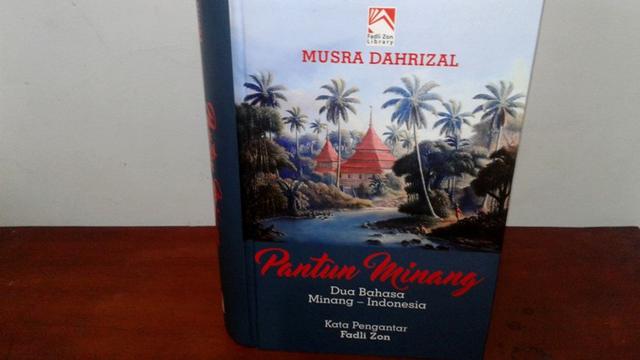 Fadli Zon
Library
MUSRA DAHRIZAL
Pantun Minang
Dua Bahasa
Minang – Indonesia
Kata Pengantar
Fadli Zon